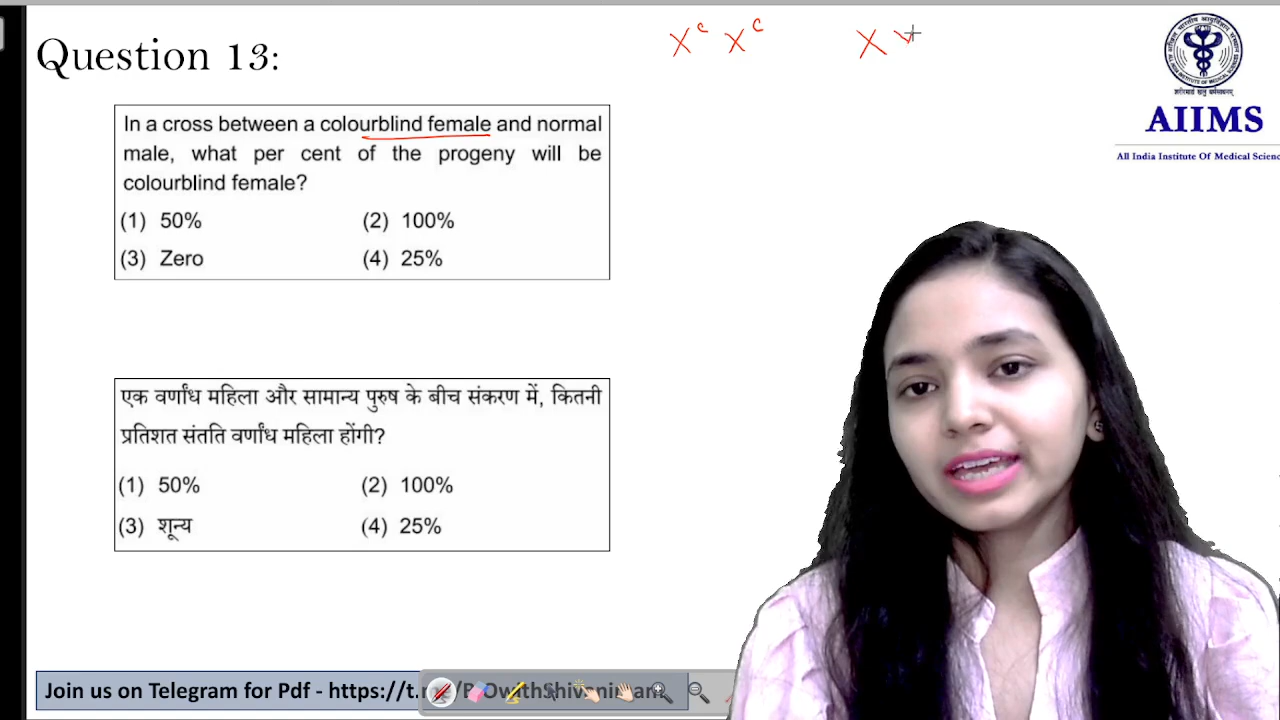 Question 13:
X^c X^c X
AIIMS
All India Institute Of Medical Scienc
In a cross between a colourblind female and normal
male, what per cent of the progeny will be
colourblind female?
(1) 50% (2) 100%
(3) Zero (4) 25%
एक वर्णांध महिला और सामान्य पुरुष के बीच संकरण में, कितनी
प्रतिशत संतति वर्णांध महिला होंगी?
(1) 50% (2) 100%
(3) शून्य (4) 25%
Join us on Telegram for Pdf - https://t.